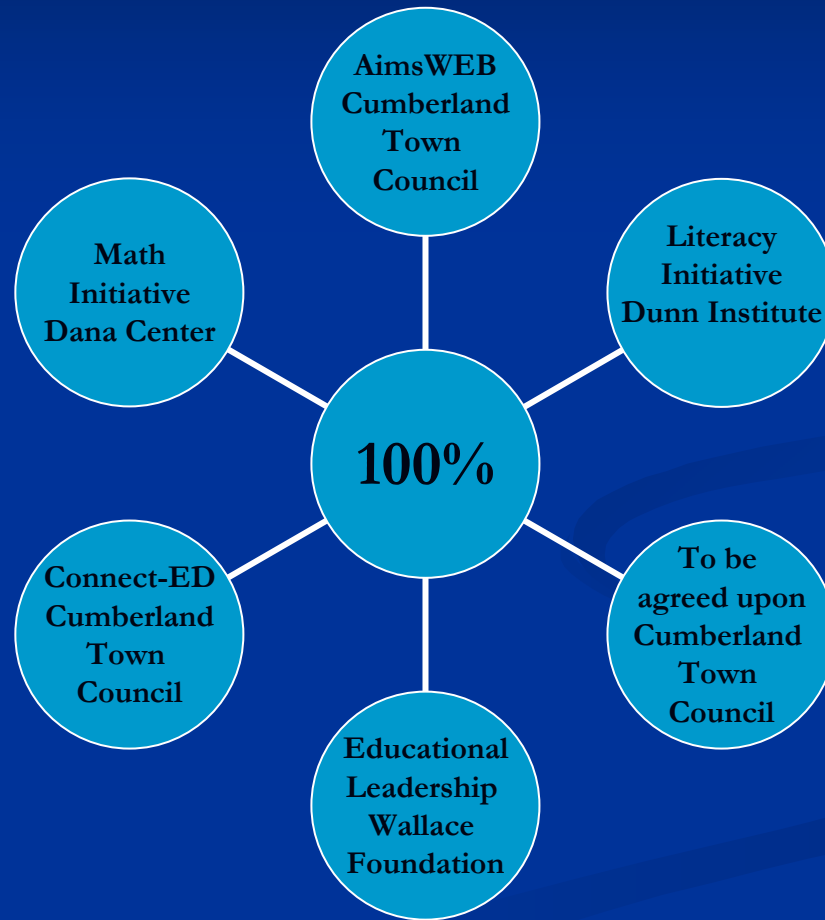 AimsWEB
Cumberland
Town
Council
Math
Initiative
Dana Center
Literacy
Initiative
Dunn Institute
100%
Connect-ED
Cumberland
Town
Council
To be
agreed upon
Cumberland
Town
Council
Educational
Leadership
Wallace
Foundation